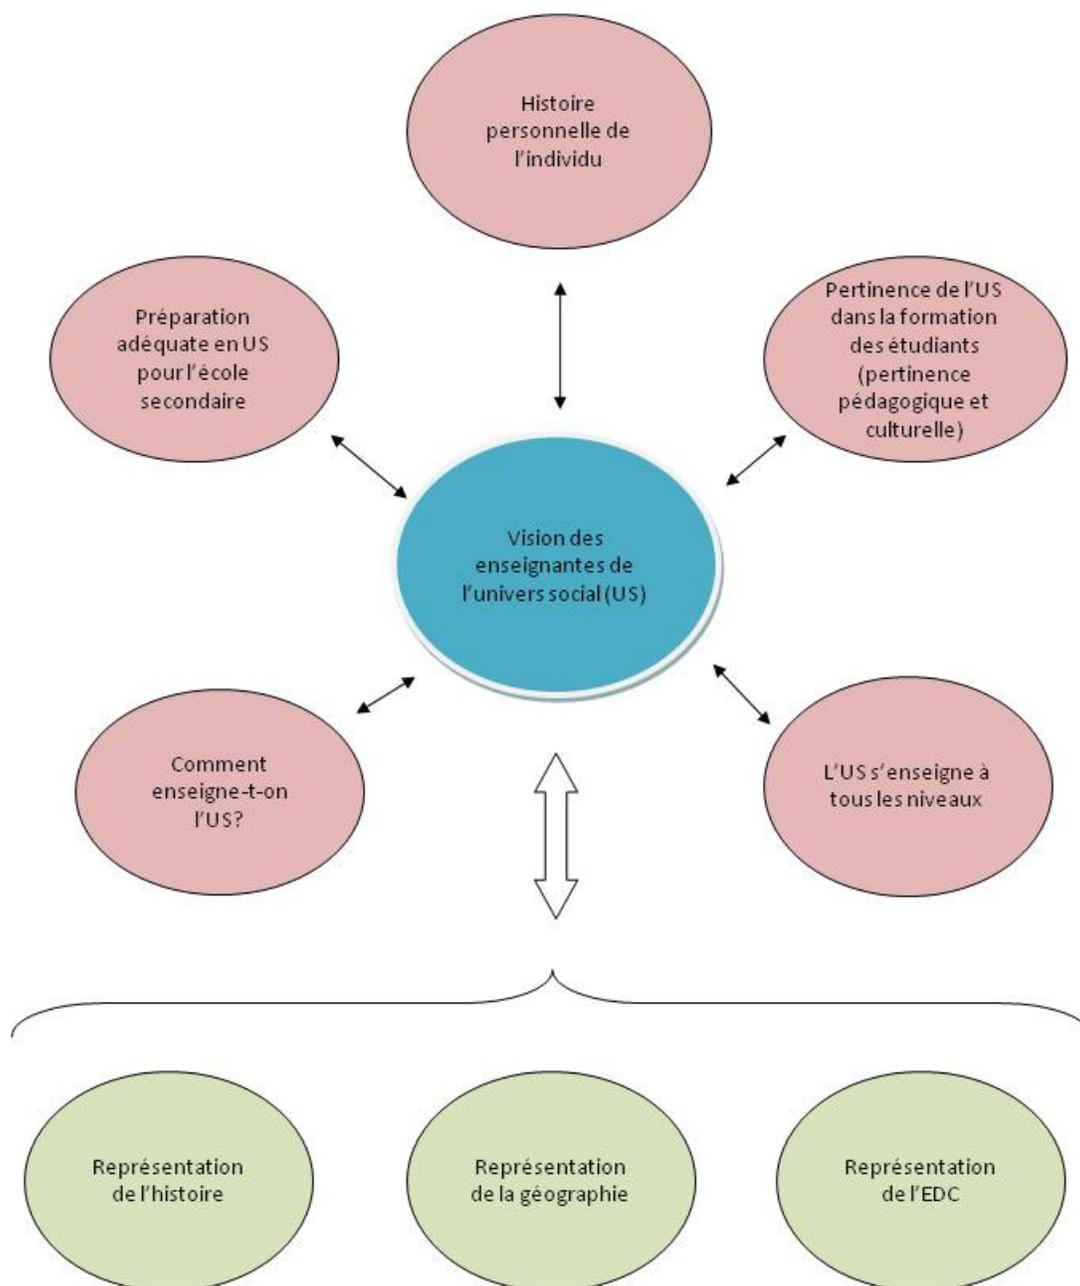 Histoire
personnelle de
l'individu
Préparation
adéquate en US
pour l'école
secondaire
Pertinence de l'US
dans la formation
des étudiants
(pertinence
pédagogique et
culturelle)
Vision des
enseignantes de
l'univers social (US)
Comment
enseigne-t-on
l'US?
L'US s'enseigne à
tous les niveaux
Représentation
de l'histoire
Représentation
de la géographie
Représentation
de l'EDC